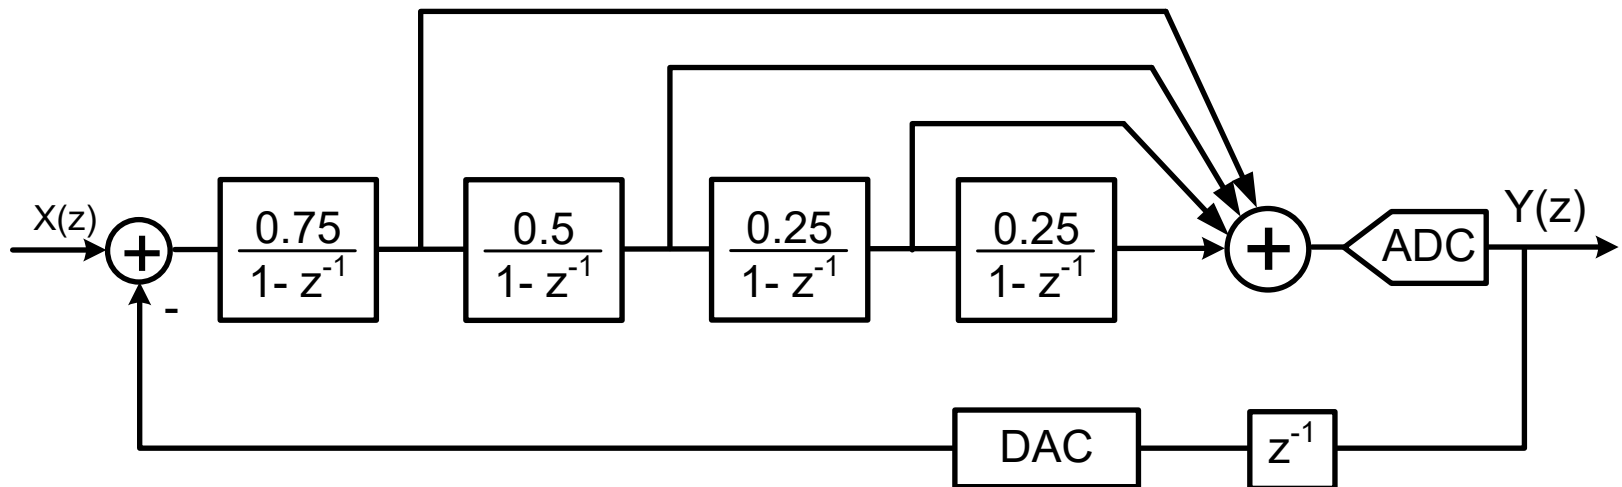 X(z)
+
-
0.75
1- z⁻¹
0.5
1- z⁻¹
0.25
1- z⁻¹
0.25
1- z⁻¹
+
ADC
Y(z)
DAC
z⁻¹